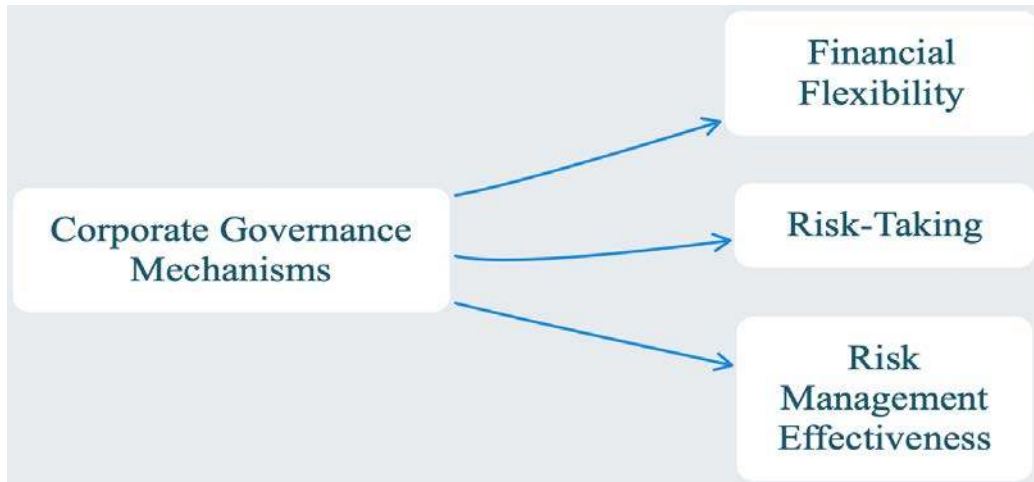 Financial
Flexibility
Corporate Governance
Mechanisms
Risk-Taking
Risk
Management
Effectiveness